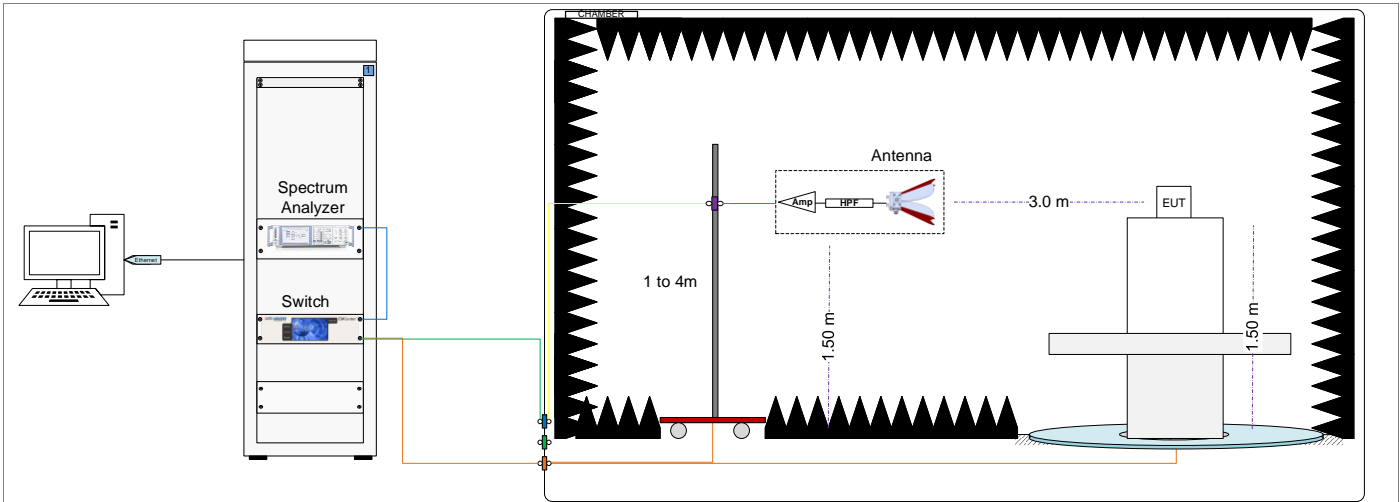 CHAMBER
1
Antenna
Spectrum
Analyzer
Amp
HPF
3.0 m
EUT
Ethernet
1 to 4m
Switch
1.50 m
1.50 m